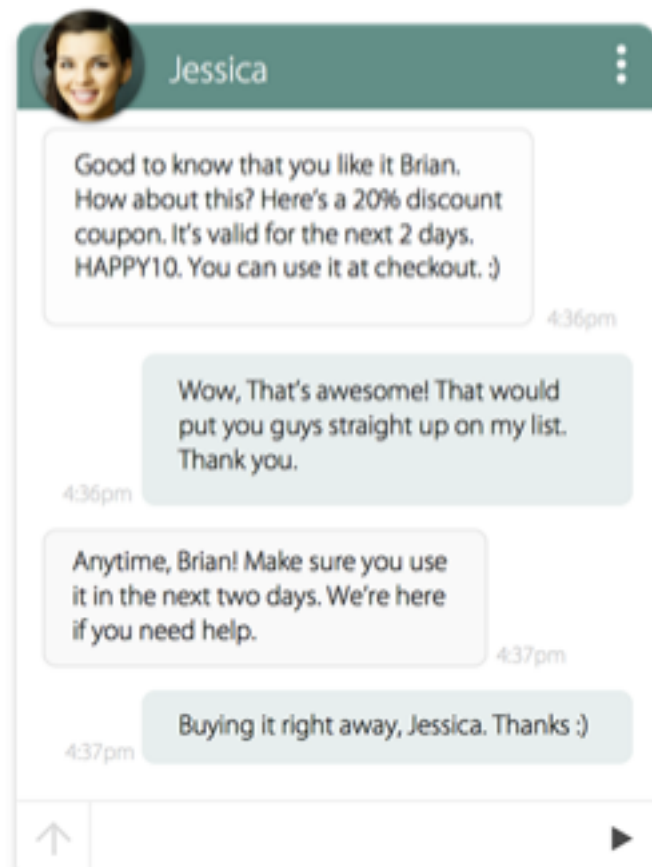 Jessica
Good to know that you like it Brian.
How about this? Here's a 20% discount
coupon. It's valid for the next 2 days.
HAPPY10. You can use it at checkout. :)
4:36pm
Wow, That's awesome! That would
put you guys straight up on my list.
Thank you.
4:36pm
Anytime, Brian! Make sure you use
it in the next two days. We're here
if you need help.
4:37pm
Buying it right away, Jessica. Thanks :)
4:37pm